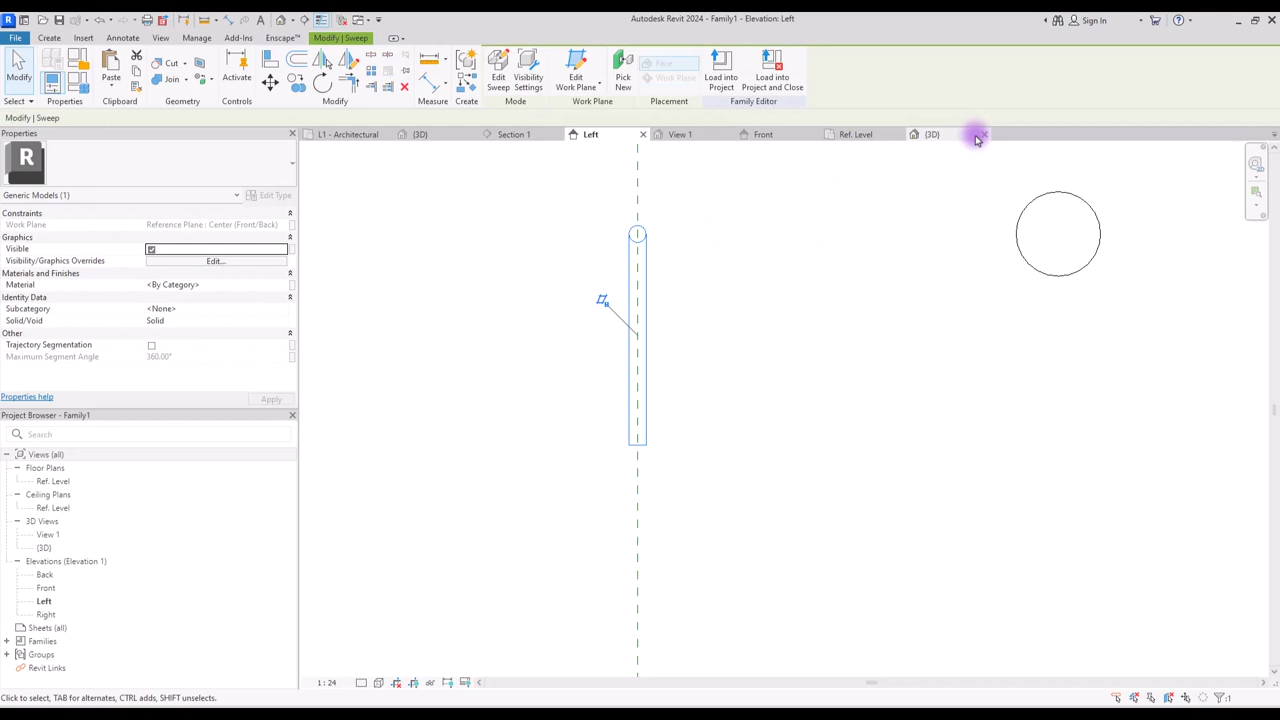 Autodesk Revit 2024 - Family1 - Elevation: Left
Sign In
File Create Insert Annotate View Manage Add-Ins Enscape™ Modify | Sweep
Modify
Paste
Cut
Join
Activate
Edit Sweep
Visibility Settings
Edit Work Plane
Pick New
Face
Work Plane
Load into Project
Load into Project and Close
Select Properties Clipboard Geometry Controls Modify Measure Create Mode Work Plane Placement Family Editor
Modify | Sweep
Properties
L1 - Architectural {3D} Section 1 Left View 1 Front Ref. Level {3D}
R
Generic Models (1) Edit Type
Constraints
Work Plane Reference Plane : Center (Front/Back)
Graphics
Visible
Visibility/Graphics Overrides Edit...
Materials and Finishes
Material <By Category>
Identity Data
Subcategory <None>
Solid/Void Solid
Other
Trajectory Segmentation
Maximum Segment Angle 360.00°
Properties help Apply
Project Browser - Family1
Search
Views (all)
Floor Plans
Ref. Level
Ceiling Plans
Ref. Level
3D Views
View 1
{3D}
Elevations (Elevation 1)
Back
Front
Left
Right
Sheets (all)
Families
Groups
Revit Links
1 : 24
Click to select, TAB for alternates, CTRL adds, SHIFT unselects.
:1